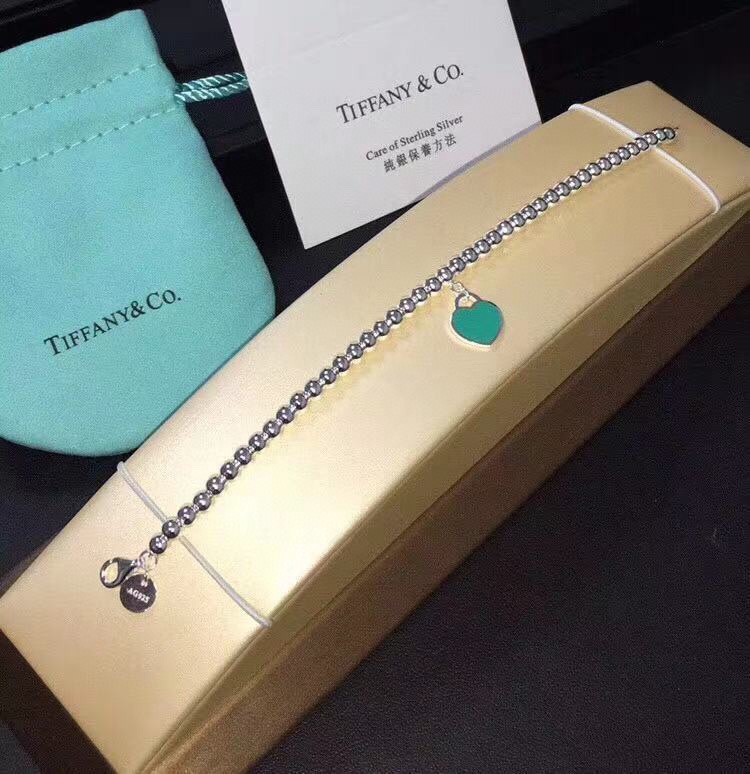 TIFFANY & CO.
Care of Sterling Silver
純銀保養方法
TIFFANY&CO.
AG925